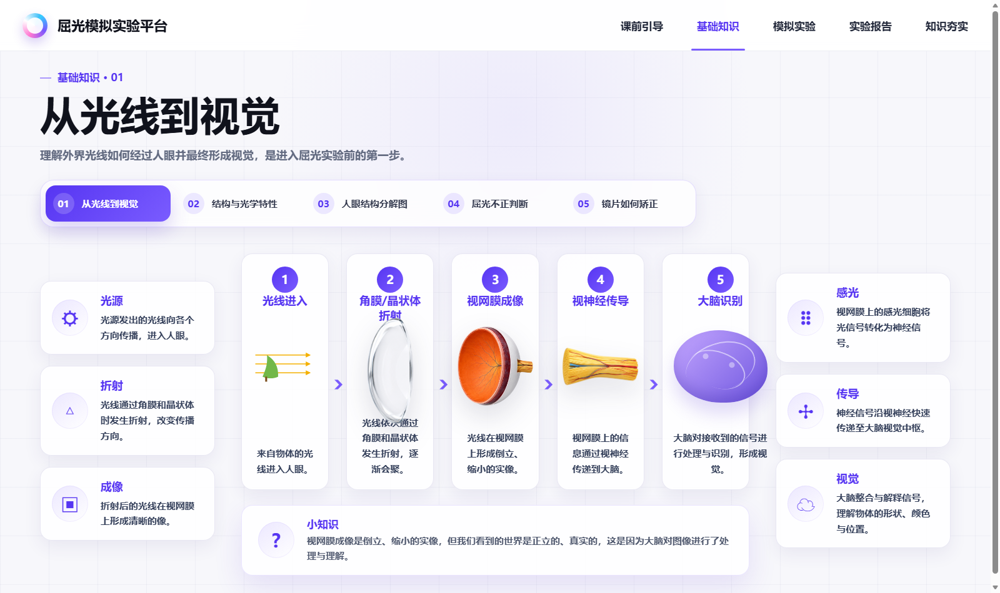 屈光模拟实验平台
课前引导
基础知识
模拟实验
实验报告
知识夯实
基础知识·01
从光线到视觉
理解外界光线如何经过人眼并最终形成视觉，是进入屈光实验前的第一步。
01 从光线到视觉
02 结构与光学特性
03 人眼结构分解图
04 屈光不正判断
05 镜片如何矫正
光源
光源发出的光线向各个
方向传播，进入人眼。
折射
光线通过角膜和晶状体
时发生折射，改变传播
方向。
成像
折射后的光线在视网膜
上形成清晰的像。
1
光线进入
来自物体的光
线进入人眼。
2
角膜/晶状体
折射
光线依次通过
角膜和晶状体
发生折射，逐
渐会聚。
3
视网膜成像
光线在视网膜
上形成倒立、
缩小的实像。
4
视神经传导
视网膜上的信
息通过视神经
传递到大脑。
5
大脑识别
大脑对接收到的信号进
行处理与识别，形成视
觉。
?
小知识
视网膜成像是倒立、缩小的实像，但我们看到的世界是正立的、真实的，这是因为大脑对图像进行了处
理与理解。
感光
视网膜上的感光细胞将
光信号转化为神经信
号。
传导
神经信号沿视神经快速
传递至大脑视觉中枢。
视觉
大脑整合与解释信号，
理解物体的形状、颜色
与位置。